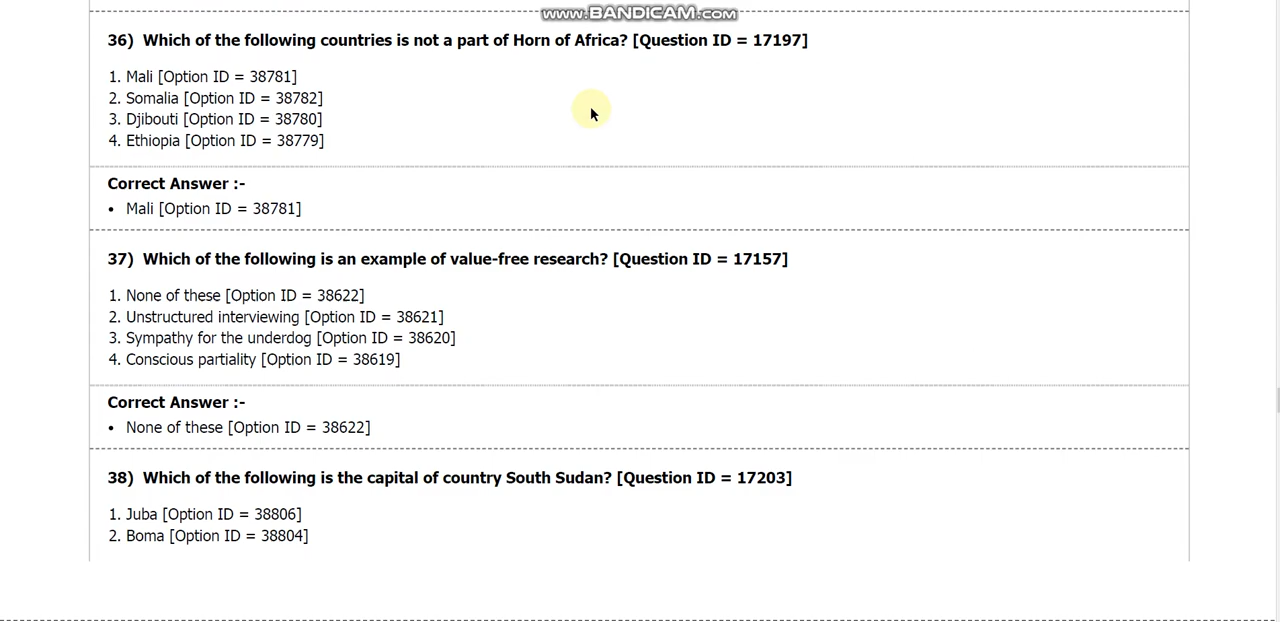 www.BANDICAM.com
36) Which of the following countries is not a part of Horn of Africa? [Question ID = 17197]
1. Mali [Option ID = 38781]
2. Somalia [Option ID = 38782]
3. Djibouti [Option ID = 38780]
4. Ethiopia [Option ID = 38779]
Correct Answer :-
• Mali [Option ID = 38781]
37) Which of the following is an example of value-free research? [Question ID = 17157]
1. None of these [Option ID = 38622]
2. Unstructured interviewing [Option ID = 38621]
3. Sympathy for the underdog [Option ID = 38620]
4. Conscious partiality [Option ID = 38619]
Correct Answer :-
• None of these [Option ID = 38622]
38) Which of the following is the capital of country South Sudan? [Question ID = 17203]
1. Juba [Option ID = 38806]
2. Boma [Option ID = 38804]